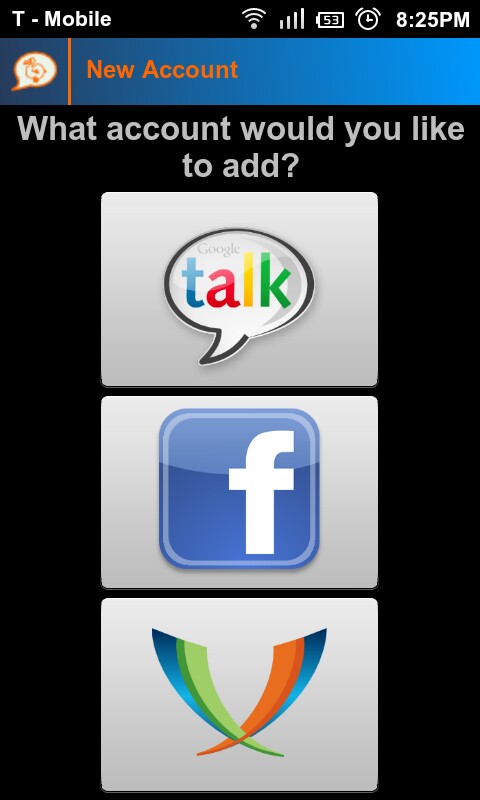 T - Mobile 53 8:25PM
New Account
What account would you like
to add?
Google
talk
f